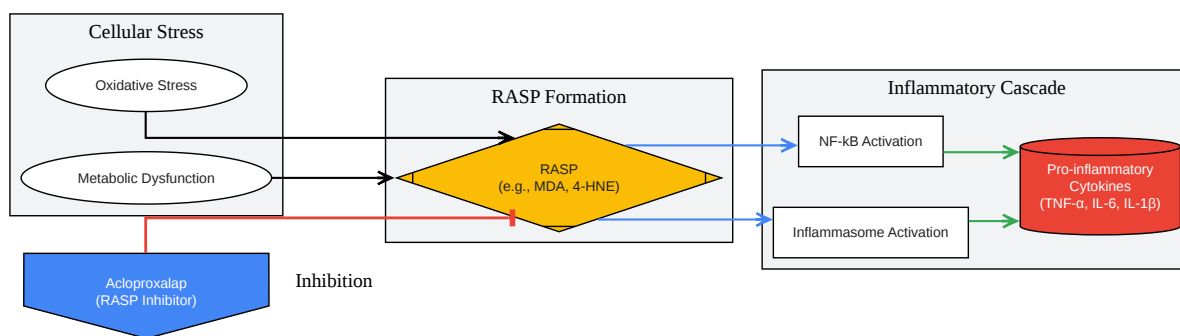 Cellular Stress
Oxidative Stress
Metabolic Dysfunction
RASP Formation
RASP
(e.g., MDA, 4-HNE)
Inflammatory Cascade
NF-kB Activation
Inflammasome Activation
Pro-inflammatory
Cytokines
(TNF-α, IL-6, IL-1β)
Acloproxalap
(RASP Inhibitor)
Inhibition